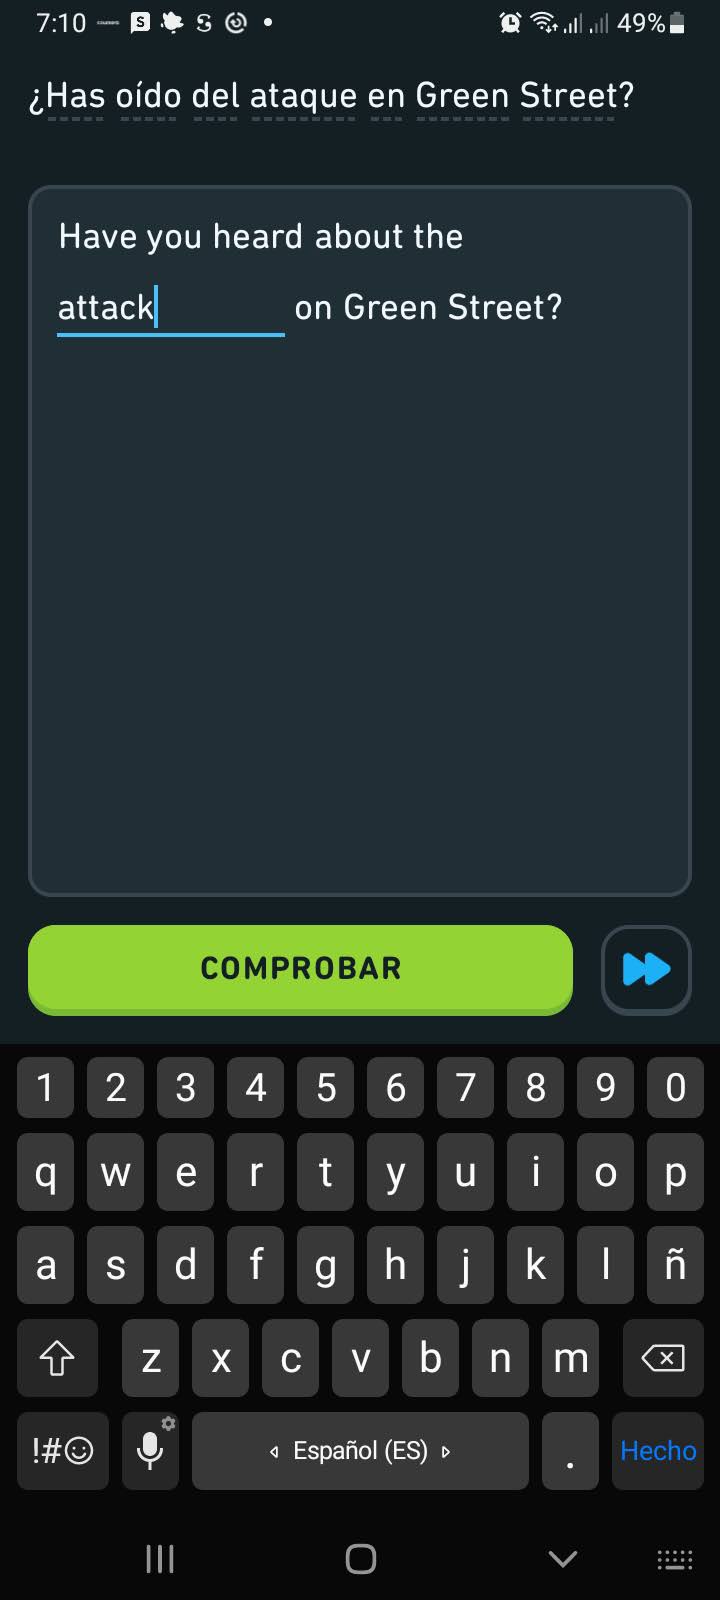 7:10
S
49%
¿Has oído del ataque en Green Street?
Have you heard about the
attack on Green Street?
COMPROBAR
1 2 3 4 5 6 7 8 9 0
q w e r t y u i o p
a s d f g h j k l ñ
z x c v b n m
!#
Español (ES)
.
Hecho